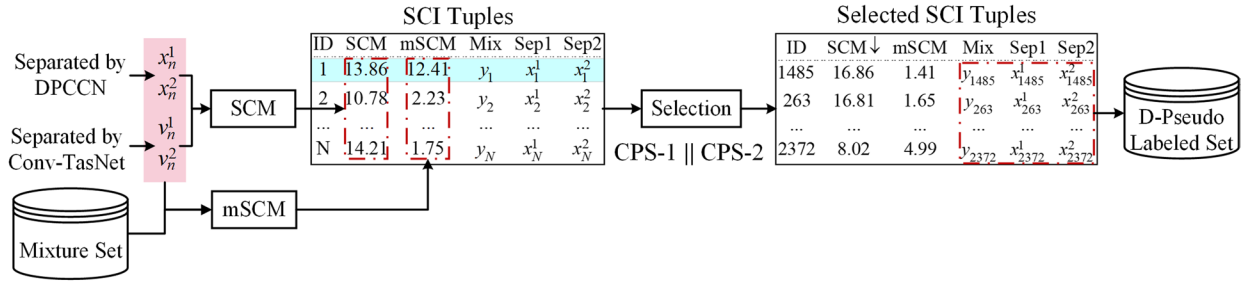 SCI Tuples
Selected SCI Tuples
Separated by
DPCCN
x_n^1
x_n^2
Separated by
Conv-TasNet
v_n^1
v_n^2
Mixture Set
SCM
mSCM
ID SCM mSCM Mix Sep1 Sep2
1 13.86 12.41 y_1 x_1^1 x_1^2
2 10.78 2.23 y_2 x_2^1 x_2^2
... ... ... ... ... ...
N 14.21 1.75 y_N x_N^1 x_N^2
Selection
CPS-1 || CPS-2
ID SCM↓ mSCM Mix Sep1 Sep2
1485 16.86 1.41 y_1485 x_1485^1 x_1485^2
263 16.81 1.65 y_263 x_263^1 x_263^2
... ... ... ... ... ...
2372 8.02 4.99 y_2372 x_2372^1 x_2372^2
D-Pseudo
Labeled Set